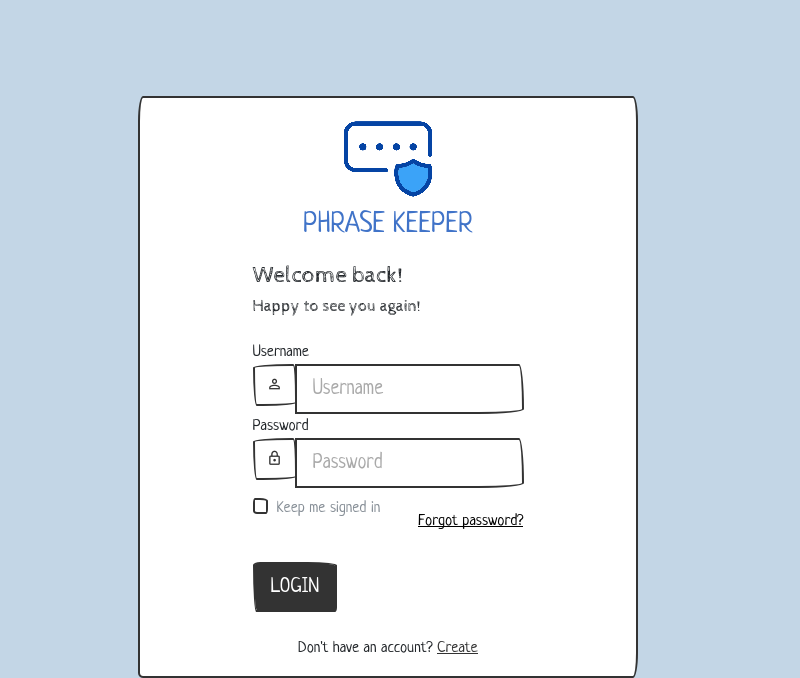 PHRASE KEEPER
Welcome back!
Happy to see you again!
Username
Username
Password
Password
Keep me signed in
Forgot password?
LOGIN
Don't have an account? Create